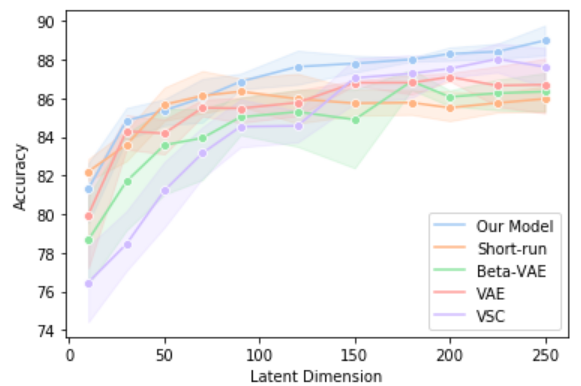 90
88
86
84
82
80
78
76
74
Accuracy
Our Model
Short-run
Beta-VAE
VAE
VSC
0 50 100 150 200 250
Latent Dimension